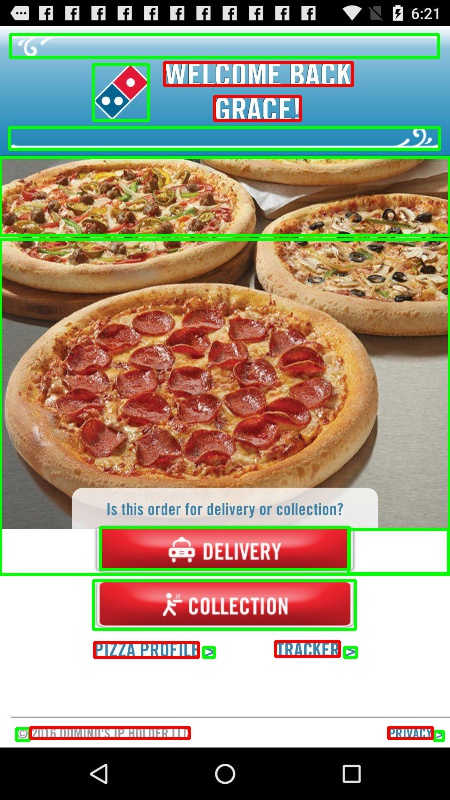 6:21
WELCOME BACK
GRACE!
Is this order for delivery or collection?
DELIVERY
COLLECTION
PIZZA PROFILE > TRACKER >
©2016 DOMINO'S IP HOLDER LLC PRIVACY >